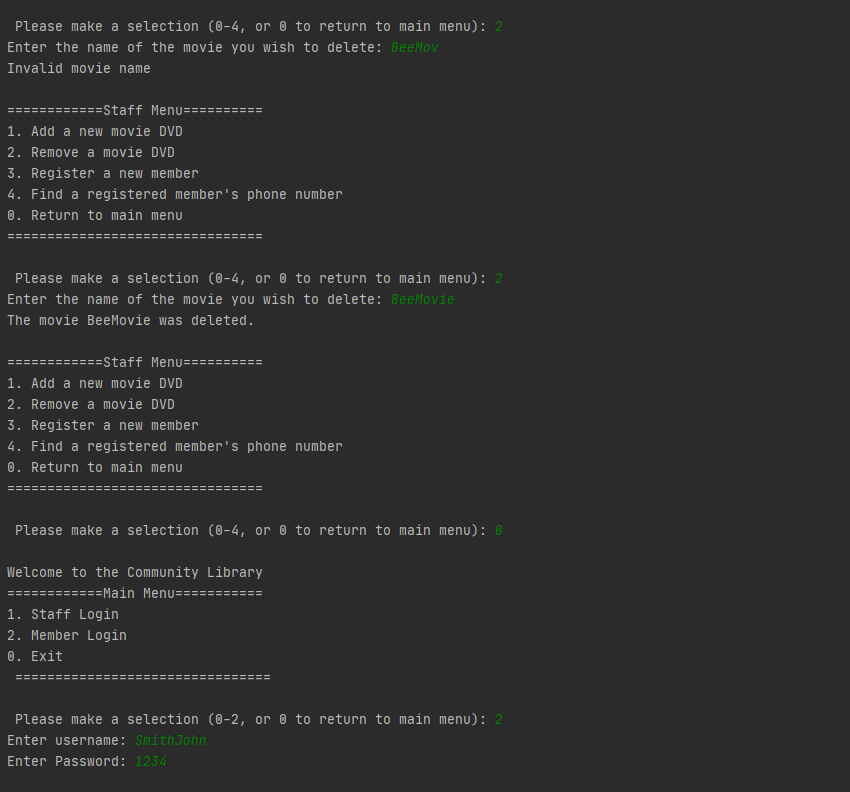 Please make a selection (0-4, or 0 to return to main menu): 2
Enter the name of the movie you wish to delete: BeeMov
Invalid movie name
============Staff Menu==========
1. Add a new movie DVD
2. Remove a movie DVD
3. Register a new member
4. Find a registered member's phone number
0. Return to main menu
================================
Please make a selection (0-4, or 0 to return to main menu): 2
Enter the name of the movie you wish to delete: BeeMovie
The movie BeeMovie was deleted.
============Staff Menu==========
1. Add a new movie DVD
2. Remove a movie DVD
3. Register a new member
4. Find a registered member's phone number
0. Return to main menu
================================
Please make a selection (0-4, or 0 to return to main menu): 0
Welcome to the Community Library
============Main Menu===========
1. Staff Login
2. Member Login
0. Exit
================================
Please make a selection (0-2, or 0 to return to main menu): 2
Enter username: SmithJohn
Enter Password: 1234